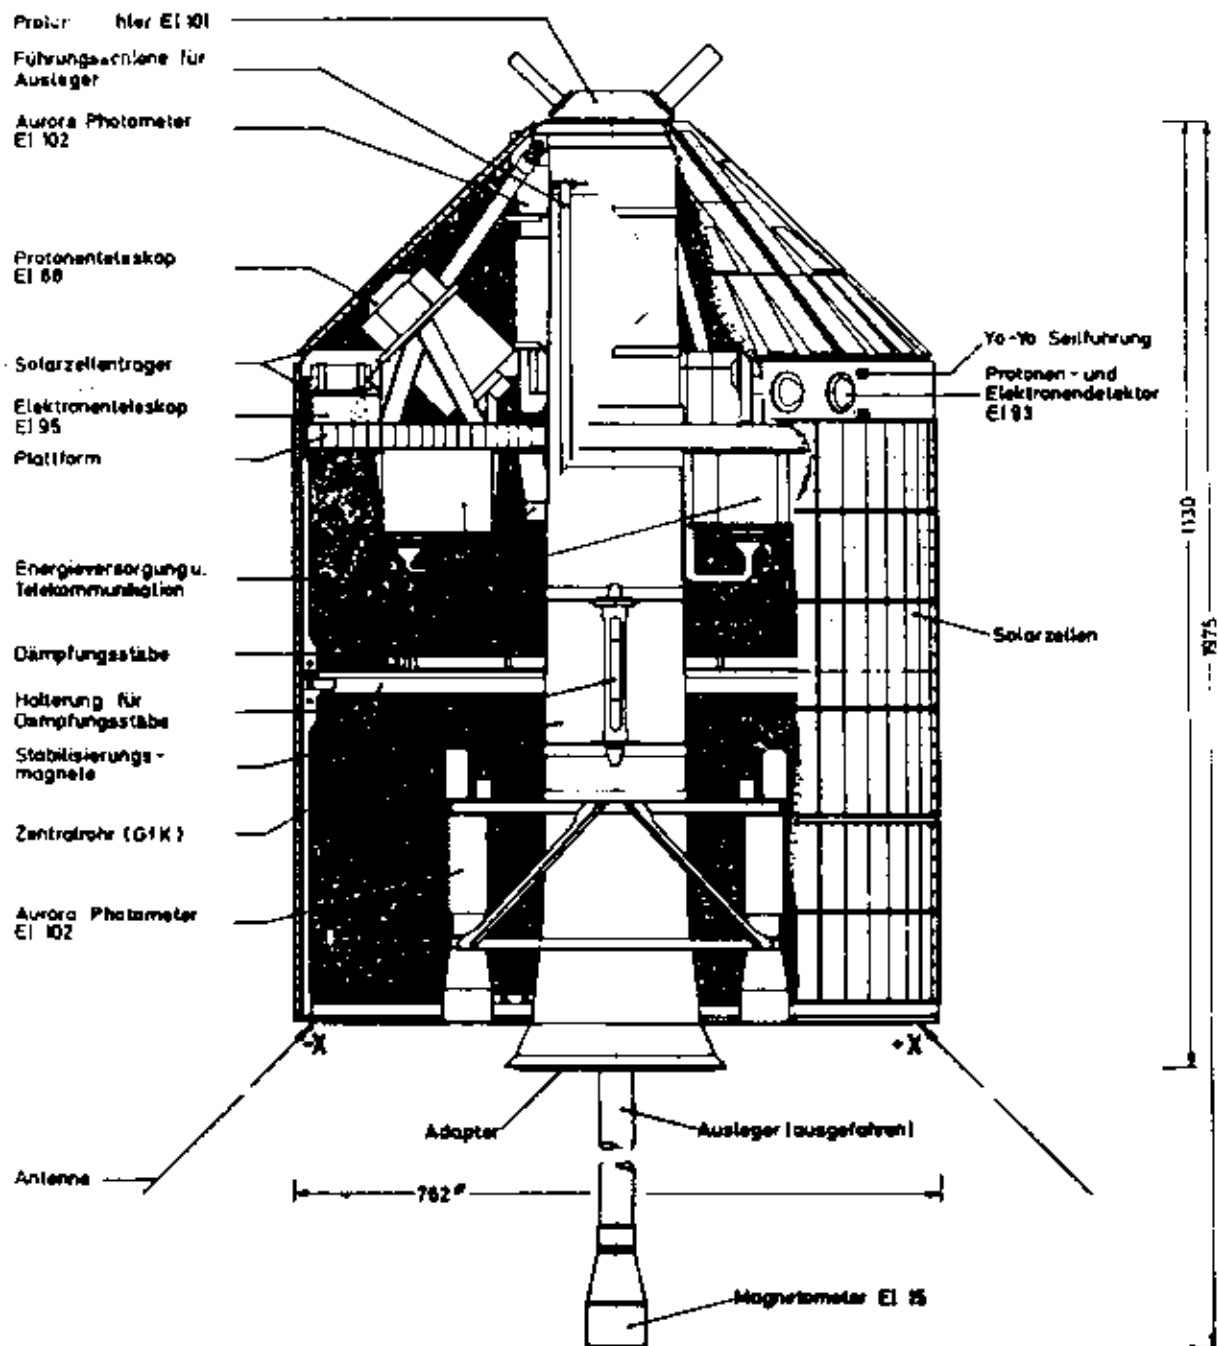 EI 101
Führungsschiene für
Ausleger
Aurora Photometer
EI 102
Protonenteleskop
EI 88
Solarzellenträger
Elektronenteleskop
EI 95
Plattform
Energieversorgung u.
Telekommunikation
Dämpfungsstäbe
Halterung für
Dämpfungsstäbe
Stabilisierungs-
magnete
Zentralrohr (GfK)
Aurora Photometer
EI 102
Antenne
Yo-Yo Seilführung
Protonen- und
Elektronendetektor
EI 93
Solarzellen
1130
1975
-X
+X
Adapter
Ausleger (ausgefahren)
762 ø
Magnetometer EI 15